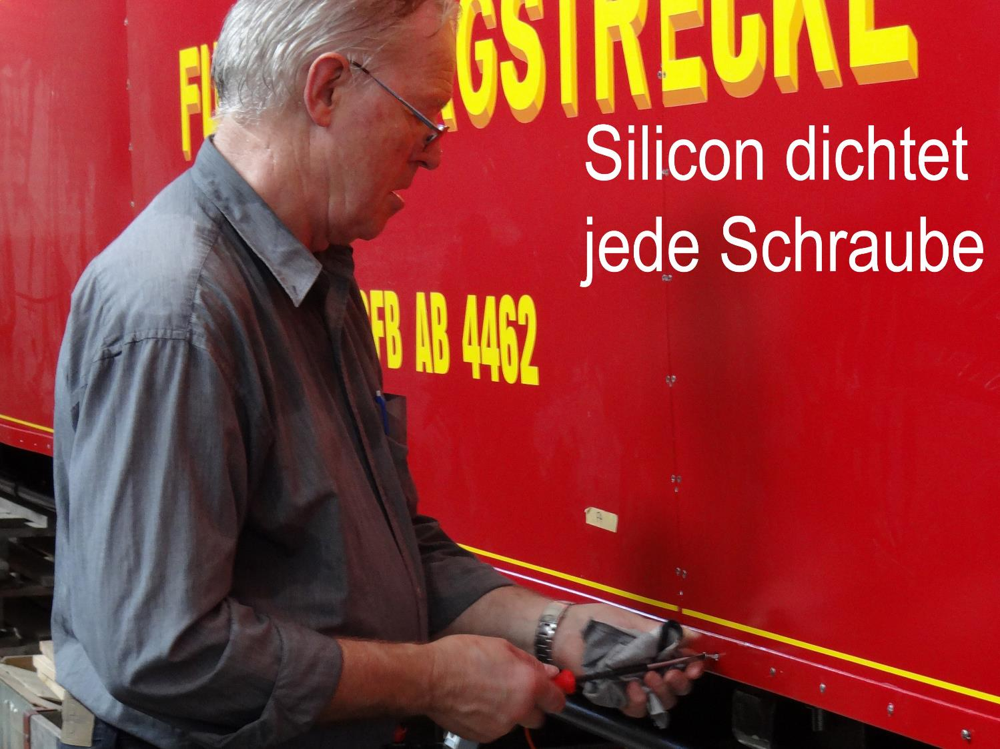 GSTRECKE
Silicon dichtet
jede Schraube
FB AB 4462